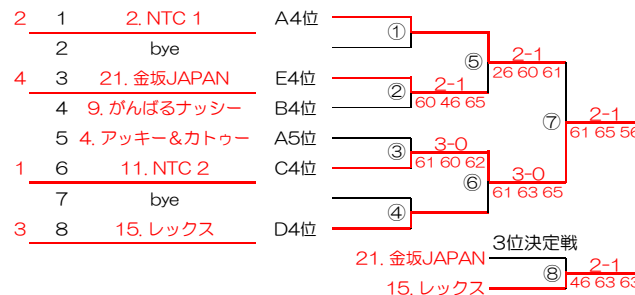 2 1 2. NTC 1 A4位
2 bye ①
4 3 21. 金坂JAPAN E4位
4 9. がんばるナッシー B4位 ②
5 4. アッキー&カトゥー A5位
1 6 11. NTC 2 C4位 ③
7 bye
3 8 15. レックス D4位 ④
2-1
60 46 65
⑤ 2-1
26 60 61
3-0
61 60 62
⑥ 3-0
61 63 65
⑦ 2-1
61 65 56
3位決定戦
21. 金坂JAPAN
15. レックス
⑧ 2-1
46 63 63